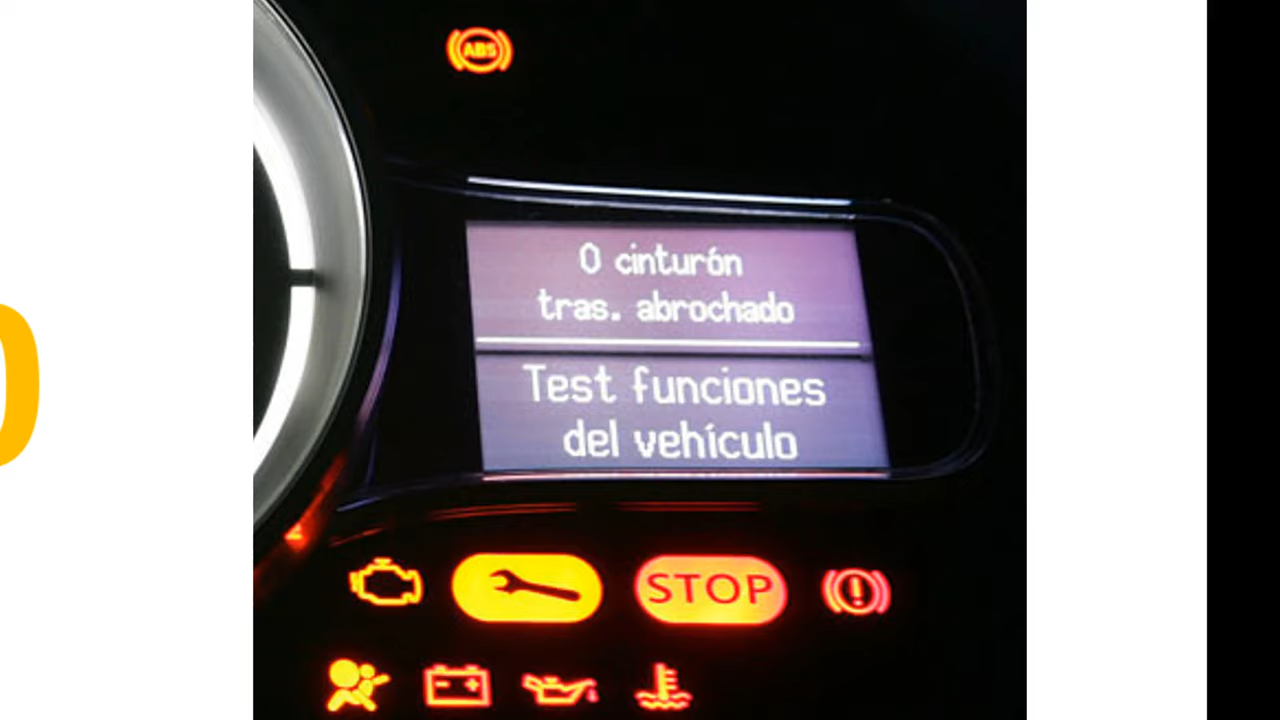 ABS
0 cinturón
tras. abrochado
Test funciones
del vehículo
STOP